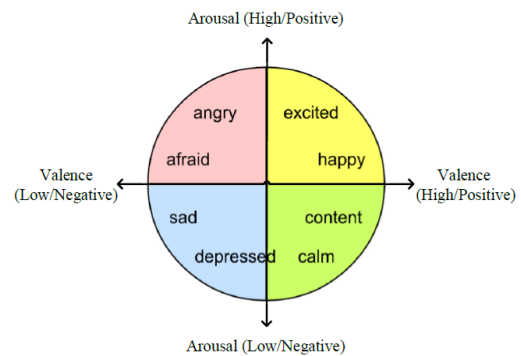 Arousal (High/Positive)
angry
excited
afraid
happy
Valence
(Low/Negative)
Valence
(High/Positive)
sad
content
depressed
calm
Arousal (Low/Negative)